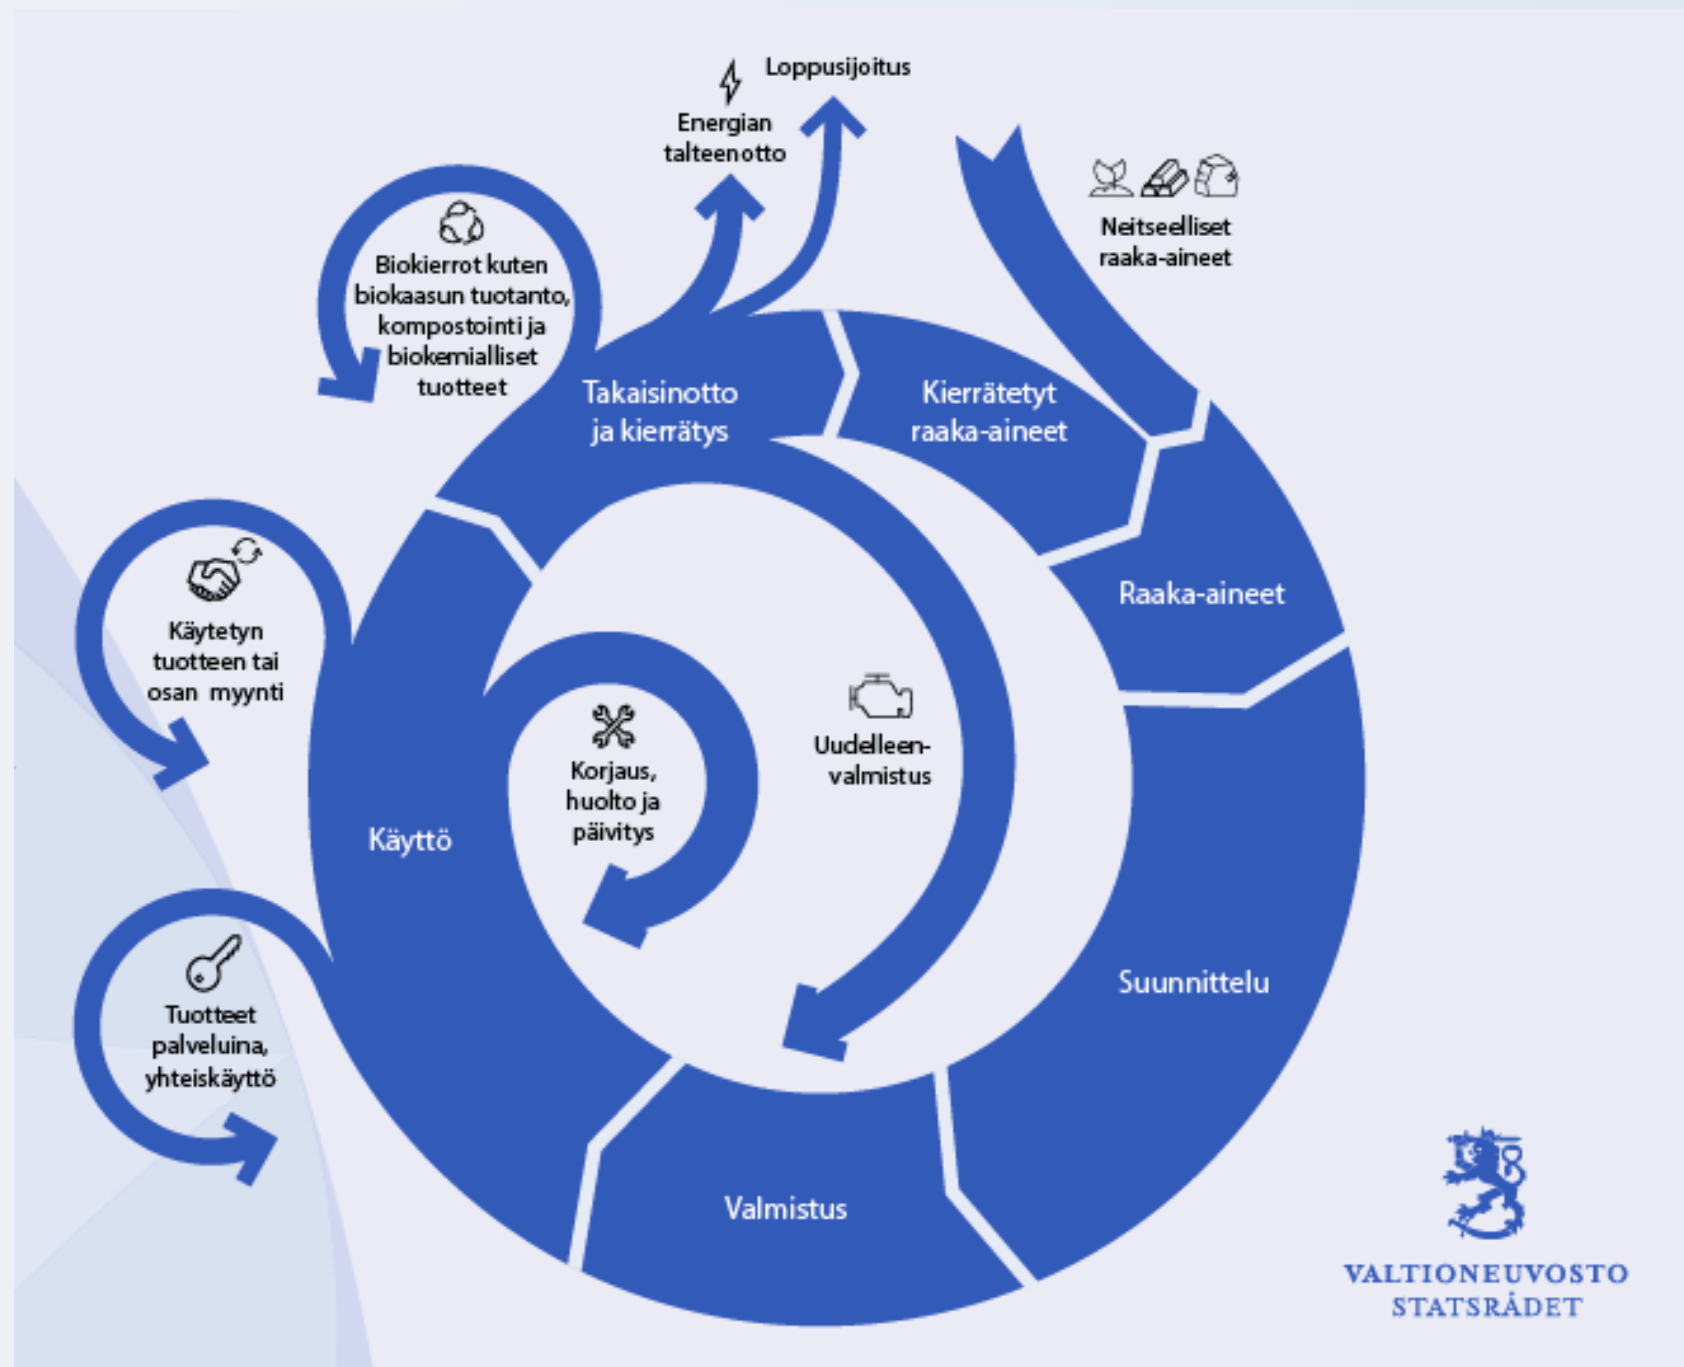 Loppusijoitus
Energian
talteenotto
Neitseelliset
raaka-aineet
Biokierrot kuten
biokaasun tuotanto,
kompostointi ja
biokemialliset
tuotteet
Takaisinotto
ja kierrätys
Kierrätetyt
raaka-aineet
Raaka-aineet
Käytetyn
tuotteen tai
osan myynti
Korjaus,
huolto ja
päivitys
Uudelleen-
valmistus
Käyttö
Suunnittelu
Tuotteet
palveluina,
yhteiskäyttö
Valmistus
VALTIONEUVOSTO
STATSRÅDET